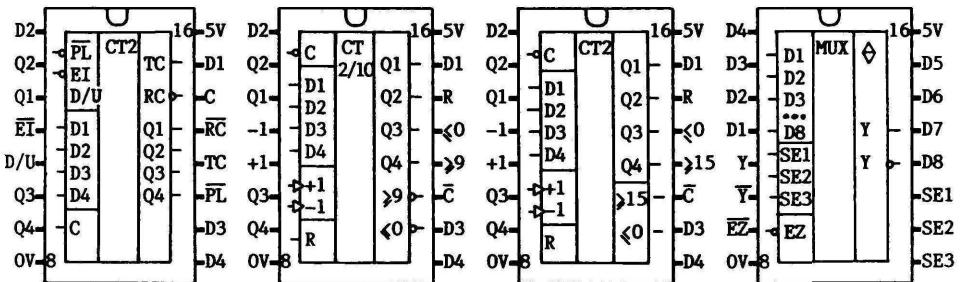 D2 CT2 16 5V
P̅L̅ TC D1
Q2 EI
Q1 D/U RC C
E̅I̅ D1 Q1 R̅C̅
D/U D2 Q2 TC
D3 Q3
Q3 D4 Q4 P̅L̅
Q4 C D3
0V 8 D4
D2 CT 16 5V
Q2 C 2/10 Q1 D1
Q1 D1 Q2 R
D2
-1 D3 Q3 ⩽0
+1 D4 Q4 ⩾9
Q3 +1 ⩾9 C̅
-1
Q4 R ⩽0 D3
0V 8 D4
D2 CT2 16 5V
Q2 C Q1 D1
Q1 D1 Q2 R
D2
-1 D3 Q3 ⩽0
+1 D4 Q4 ⩾15
Q3 +1 ⩾15 C̅
-1
Q4 R ⩽0 D3
0V 8 D4
D4 MUX 16 5V
D3 D1 D5
D2 D2 D6
D3
D1 ••• D8 Y D7
Y SE1 Y D8
SE2
Y̅ SE3 SE1
E̅Z̅ EZ SE2
0V 8 SE3